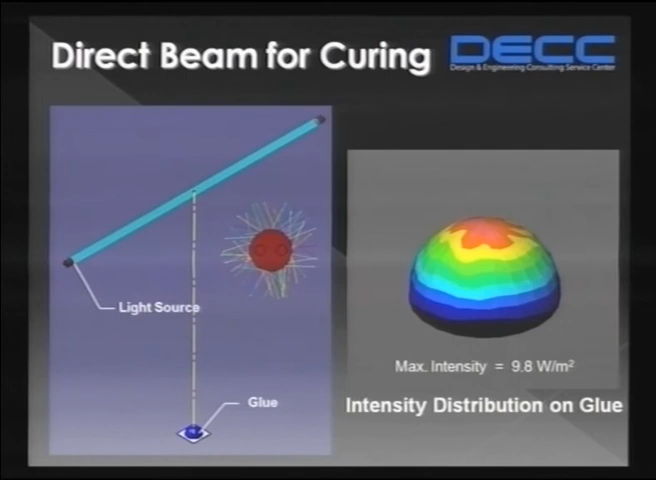 Direct Beam for Curing
DECC
Design & Engineering Consulting Service Center
Light Source
Glue
Max. Intensity = 9.8 W/m²
Intensity Distribution on Glue